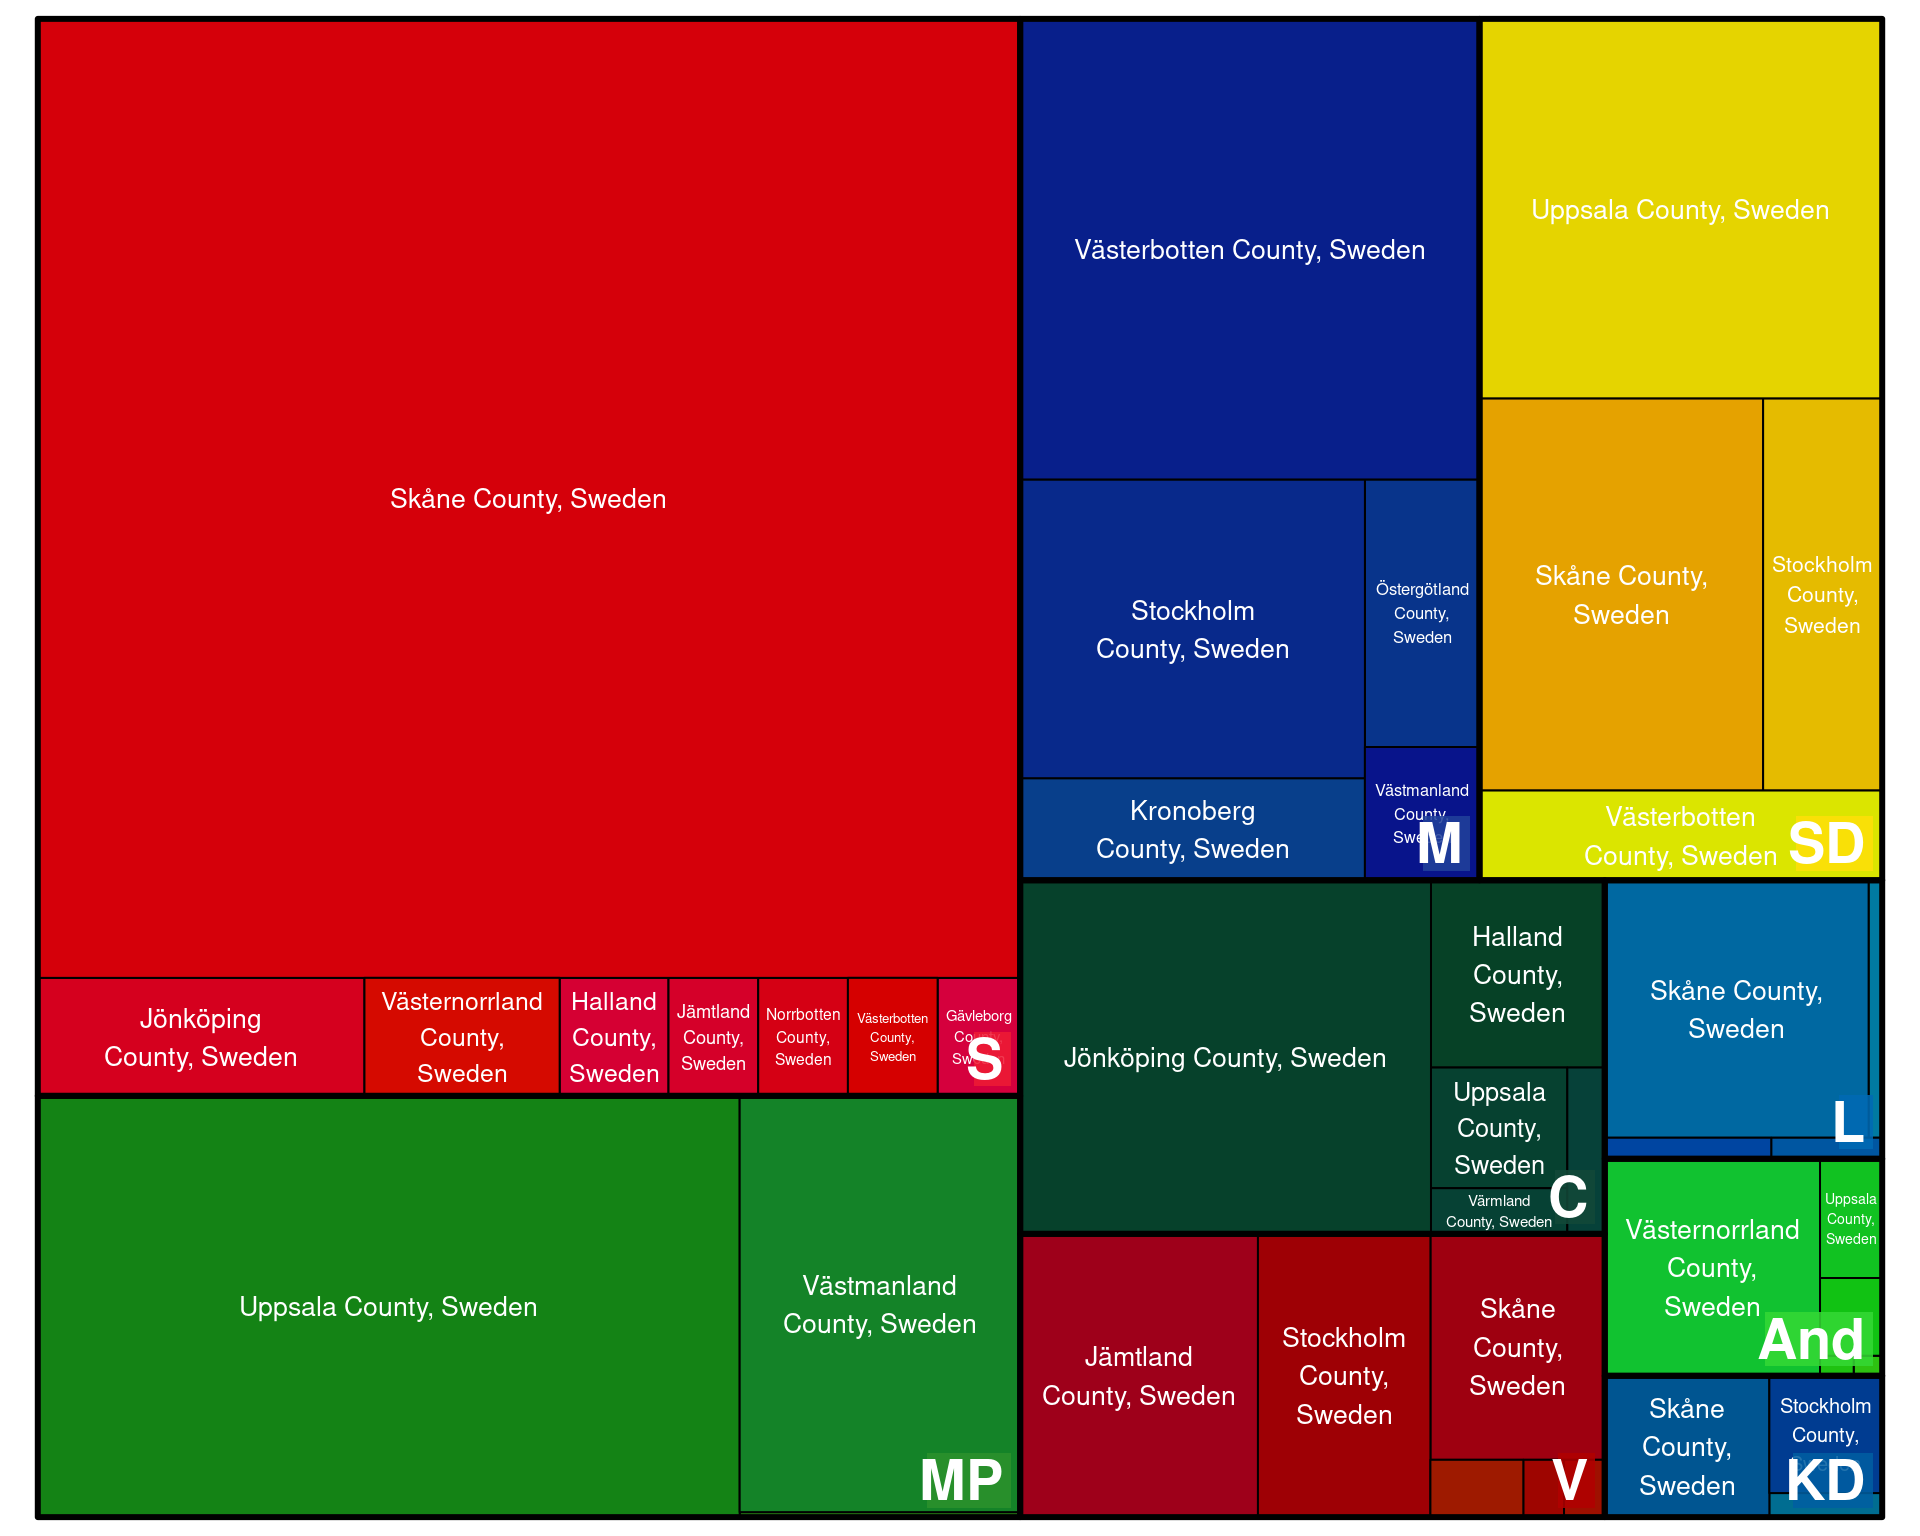 Skåne County, Sweden
Jönköping
County, Sweden
Västernorrland
County,
Sweden
Halland
County,
Sweden
Jämtland
County,
Sweden
Norrbotten
County,
Sweden
Västerbotten
County,
Sweden
Gävleborg
S
Uppsala County, Sweden
Västmanland
County, Sweden
MP
Västerbotten County, Sweden
Stockholm
County, Sweden
Östergötland
County,
Sweden
Kronoberg
County, Sweden
Västmanland
County,
M
Uppsala County, Sweden
Skåne County,
Sweden
Stockholm
County,
Sweden
Västerbotten
County, Sweden
SD
Jönköping County, Sweden
Halland
County,
Sweden
Uppsala
County,
Sweden
Värmland
County, Sweden
C
Jämtland
County, Sweden
Stockholm
County,
Sweden
Skåne
County,
Sweden
V
Skåne County,
Sweden
L
Västernorrland
County,
Sweden
Uppsala
County,
Sweden
And
Skåne
County,
Sweden
Stockholm
County,
KD